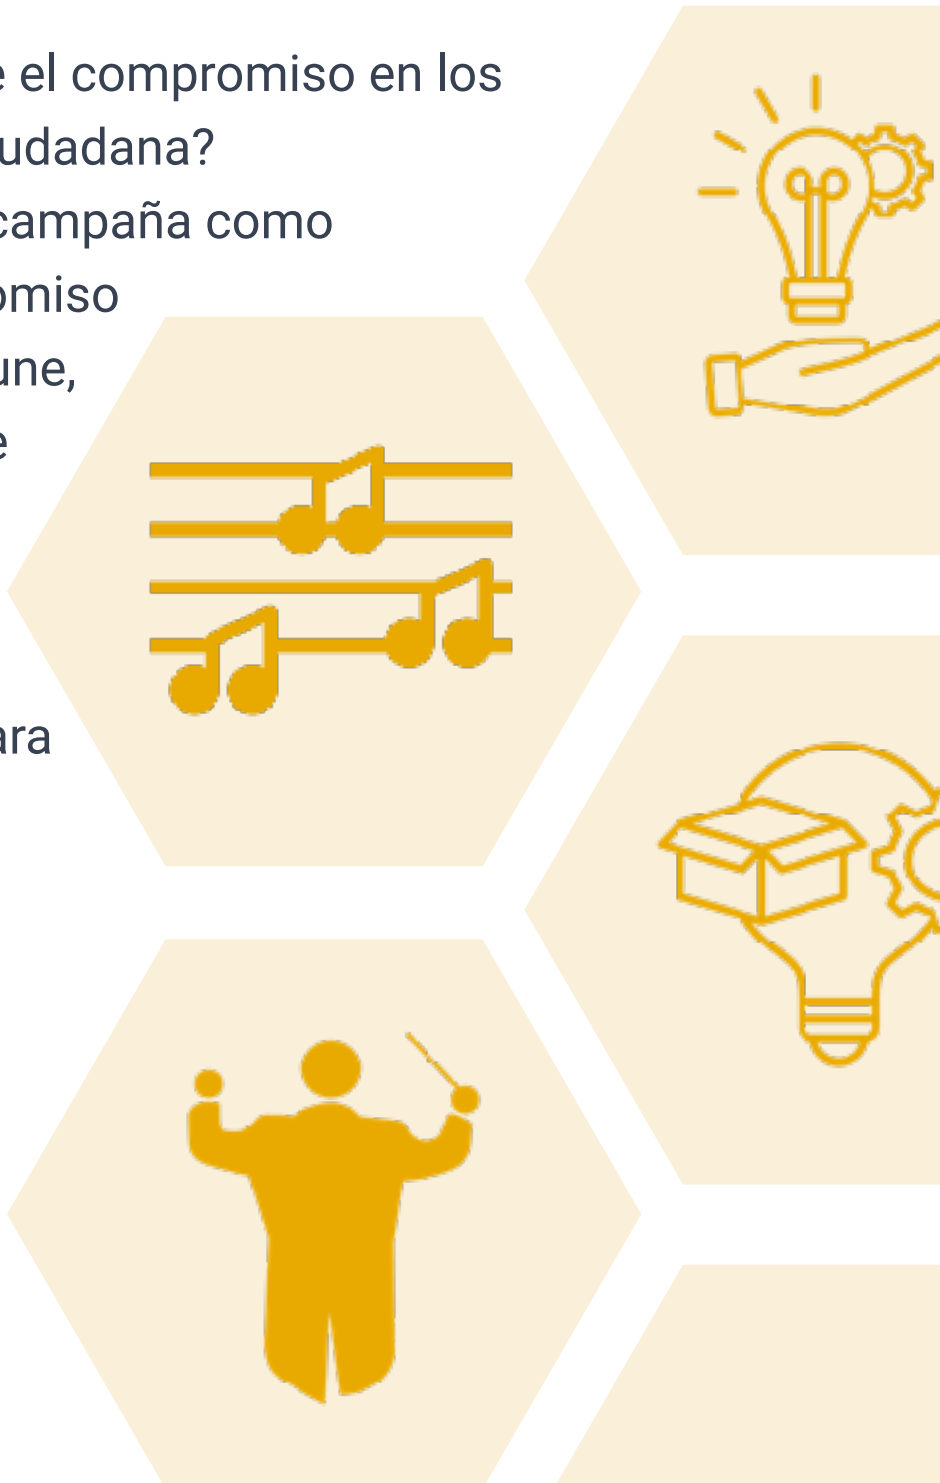 el compromiso en los
udadana?
campaña como
omiso
une,
e
ara